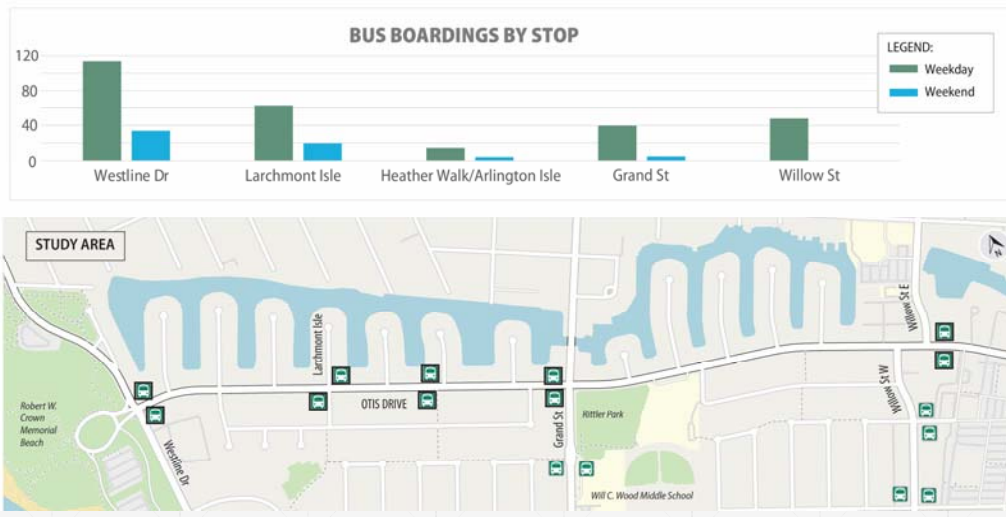 BUS BOARDINGS BY STOP
LEGEND:
Weekday
Weekend
120
80
40
0
Westline Dr
Larchmont Isle
Heather Walk/Arlington Isle
Grand St
Willow St
STUDY AREA
N
Willow St E
Larchmont Isle
Willow St W
Robert W.
Crown
Memorial
Beach
OTIS DRIVE
Grand St
Rittler Park
Westline Dr
Will C. Wood Middle School